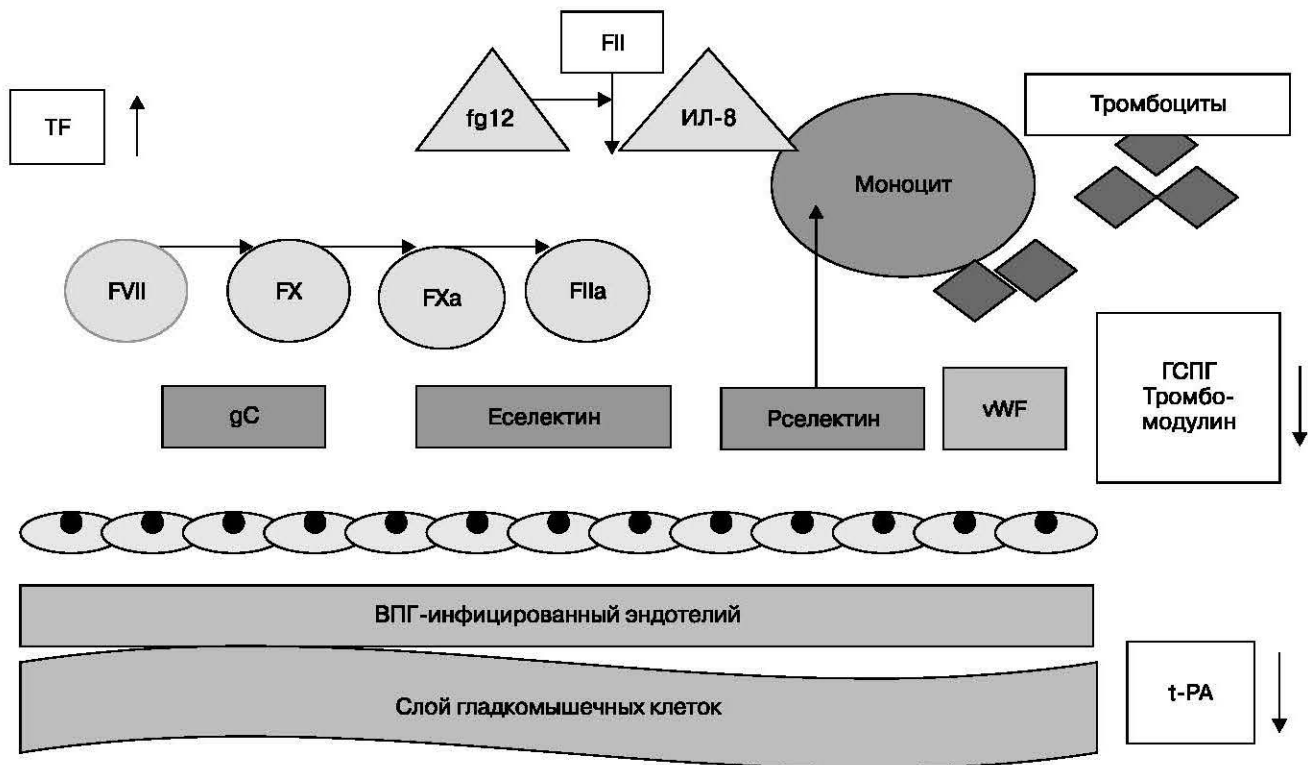 FII
TF
fg12
ИЛ-8
Тромбоциты
Моноцит
FVII
FX
FXa
FIIa
gC
Еселектин
Рселектин
vWF
ГСПГ
Тромбо-
модулин
ВПГ-инфицированный эндотелий
Слой гладкомышечных клеток
t-PA